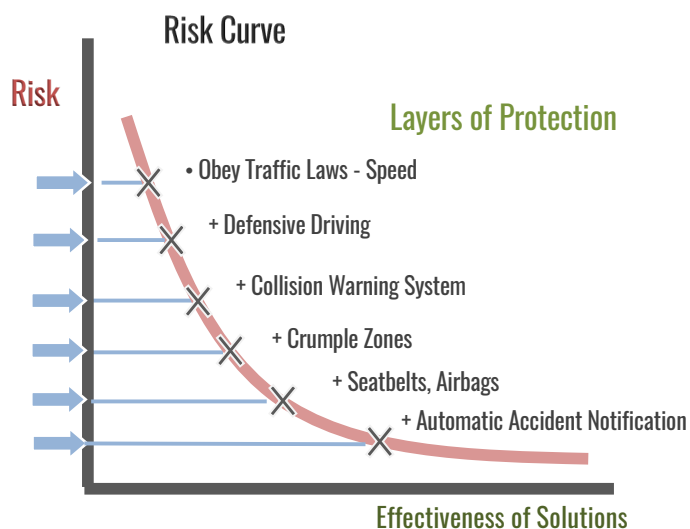 Risk Curve
Risk
Layers of Protection
• Obey Traffic Laws - Speed
+ Defensive Driving
+ Collision Warning System
+ Crumple Zones
+ Seatbelts, Airbags
+ Automatic Accident Notification
Effectiveness of Solutions